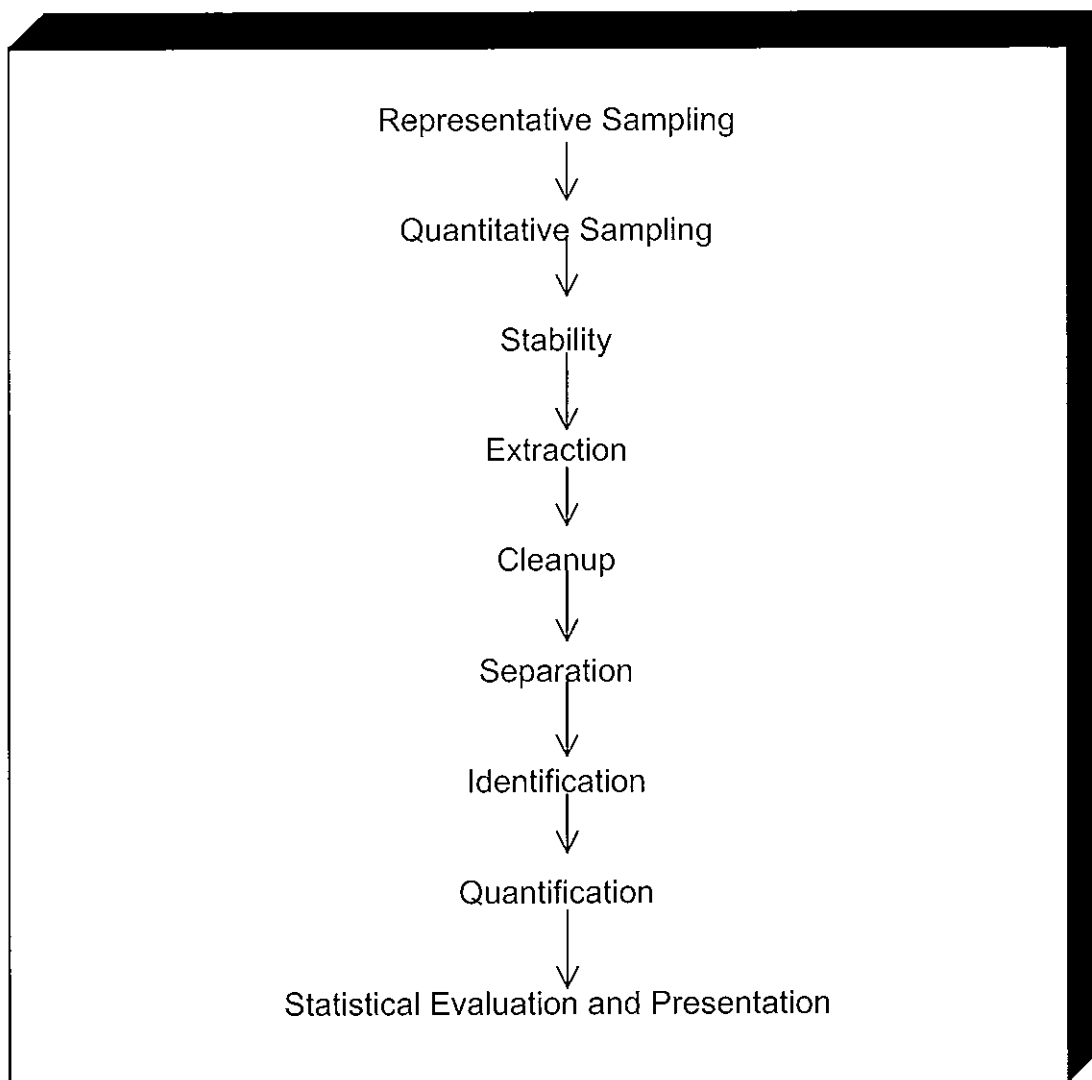 Representative Sampling
Quantitative Sampling
Stability
Extraction
Cleanup
Separation
Identification
Quantification
Statistical Evaluation and Presentation